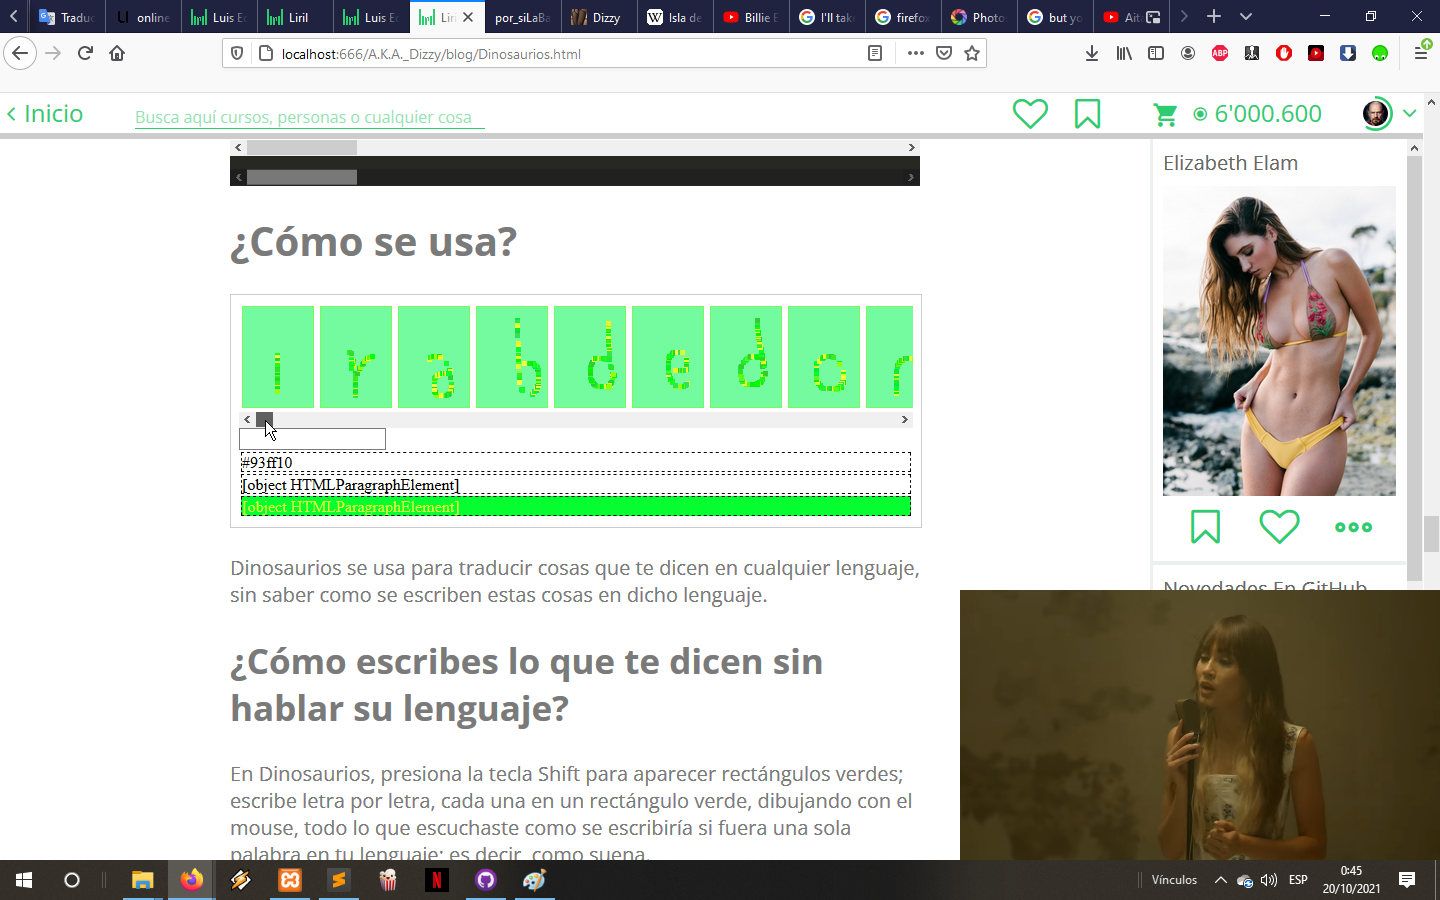 Traduc
online
Luis Ec
Liril
Luis Ec
Liri
por_siLaBa
Dizzy
Isla de
Billie E
I'll take
firefox
Photo
but yo
Ait
localhost:666/A.K.A._Dizzy/blog/Dinosaurios.html
ABP
Inicio
Busca aquí cursos, personas o cualquier cosa
6'000.600
Elizabeth Elam
¿Cómo se usa?
i r a b d e d o r
#93ff10
[object HTMLParagraphElement]
[object HTMLParagraphElement]
Dinosaurios se usa para traducir cosas que te dicen en cualquier lenguaje,
sin saber como se escriben estas cosas en dicho lenguaje.
Novedades En GitHub
¿Cómo escribes lo que te dicen sin
hablar su lenguaje?
En Dinosaurios, presiona la tecla Shift para aparecer rectángulos verdes;
escribe letra por letra, cada una en un rectángulo verde, dibujando con el
mouse, todo lo que escuchaste como se escribiría si fuera una sola
palabra en tu lenguaje; es decir, como suena.
Vínculos
ESP
0:45
20/10/2021